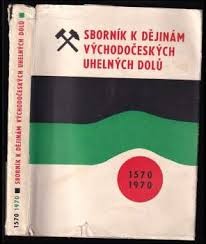 SBORNÍK K DĚJINÁM
VÝCHODOČESKÝCH
UHELNÝCH DOLŮ
1570
1970
1570 1970 ■ SBORNÍK K DĚJINÁM VÝCHODOČESKÝCH UHELNÝCH DOLŮ